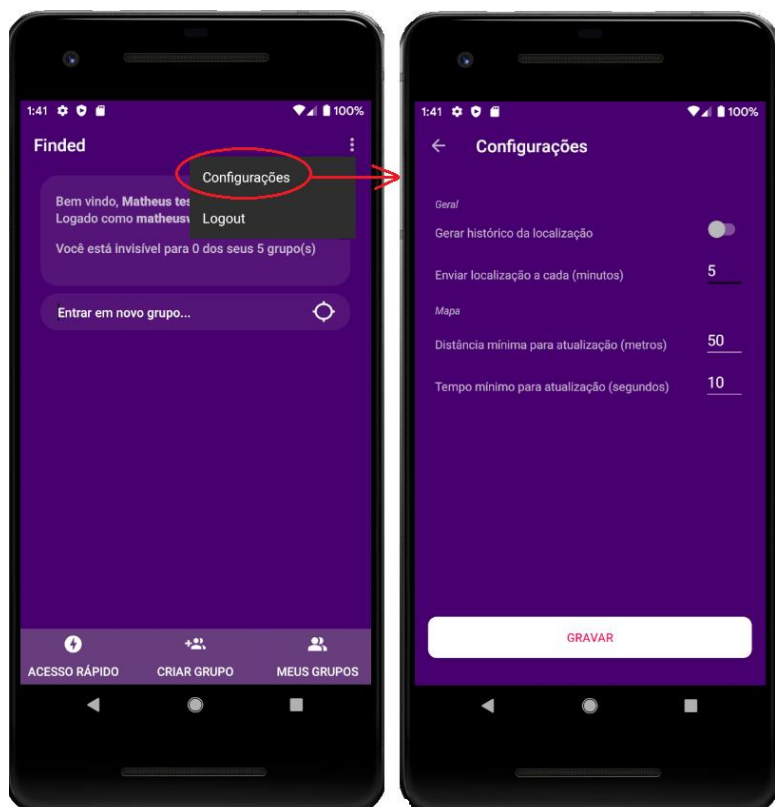 1:41
100%
Finded
Configurações
Logout
Bem vindo, Matheus tes
Logado como matheusv
Você está invisível para 0 dos seus 5 grupo(s)
Entrar em novo grupo...
ACESSO RÁPIDO
CRIAR GRUPO
MEUS GRUPOS
1:41
100%
Configurações
Geral
Gerar histórico da localização
Enviar localização a cada (minutos) 5
Mapa
Distância mínima para atualização (metros) 50
Tempo mínimo para atualização (segundos) 10
GRAVAR